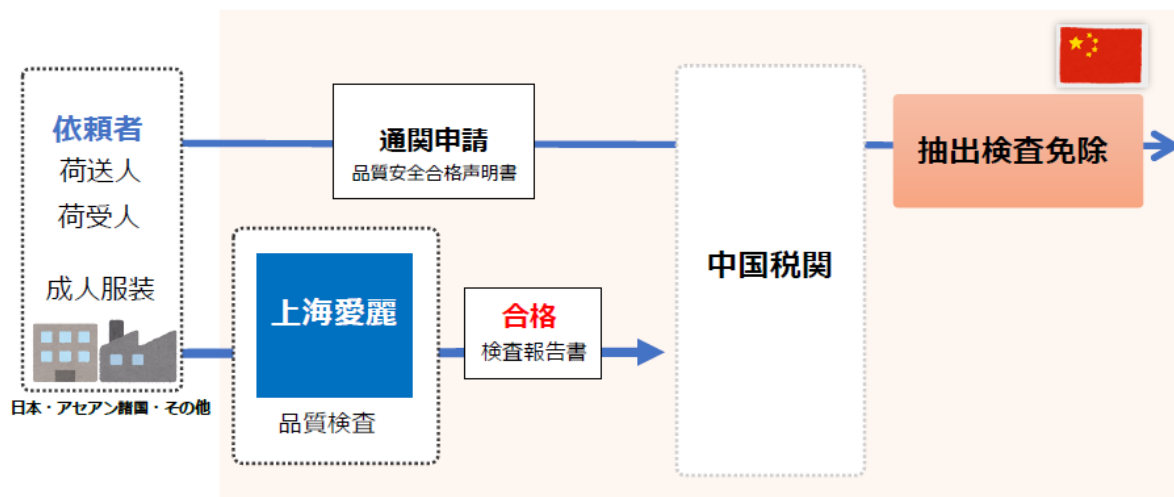 依頼者
荷送人
荷受人
成人服装
日本・アセアン諸国・その他
通関申請
品質安全合格声明書
上海愛麗
品質検査
合格
検査報告書
中国税関
抽出検査免除